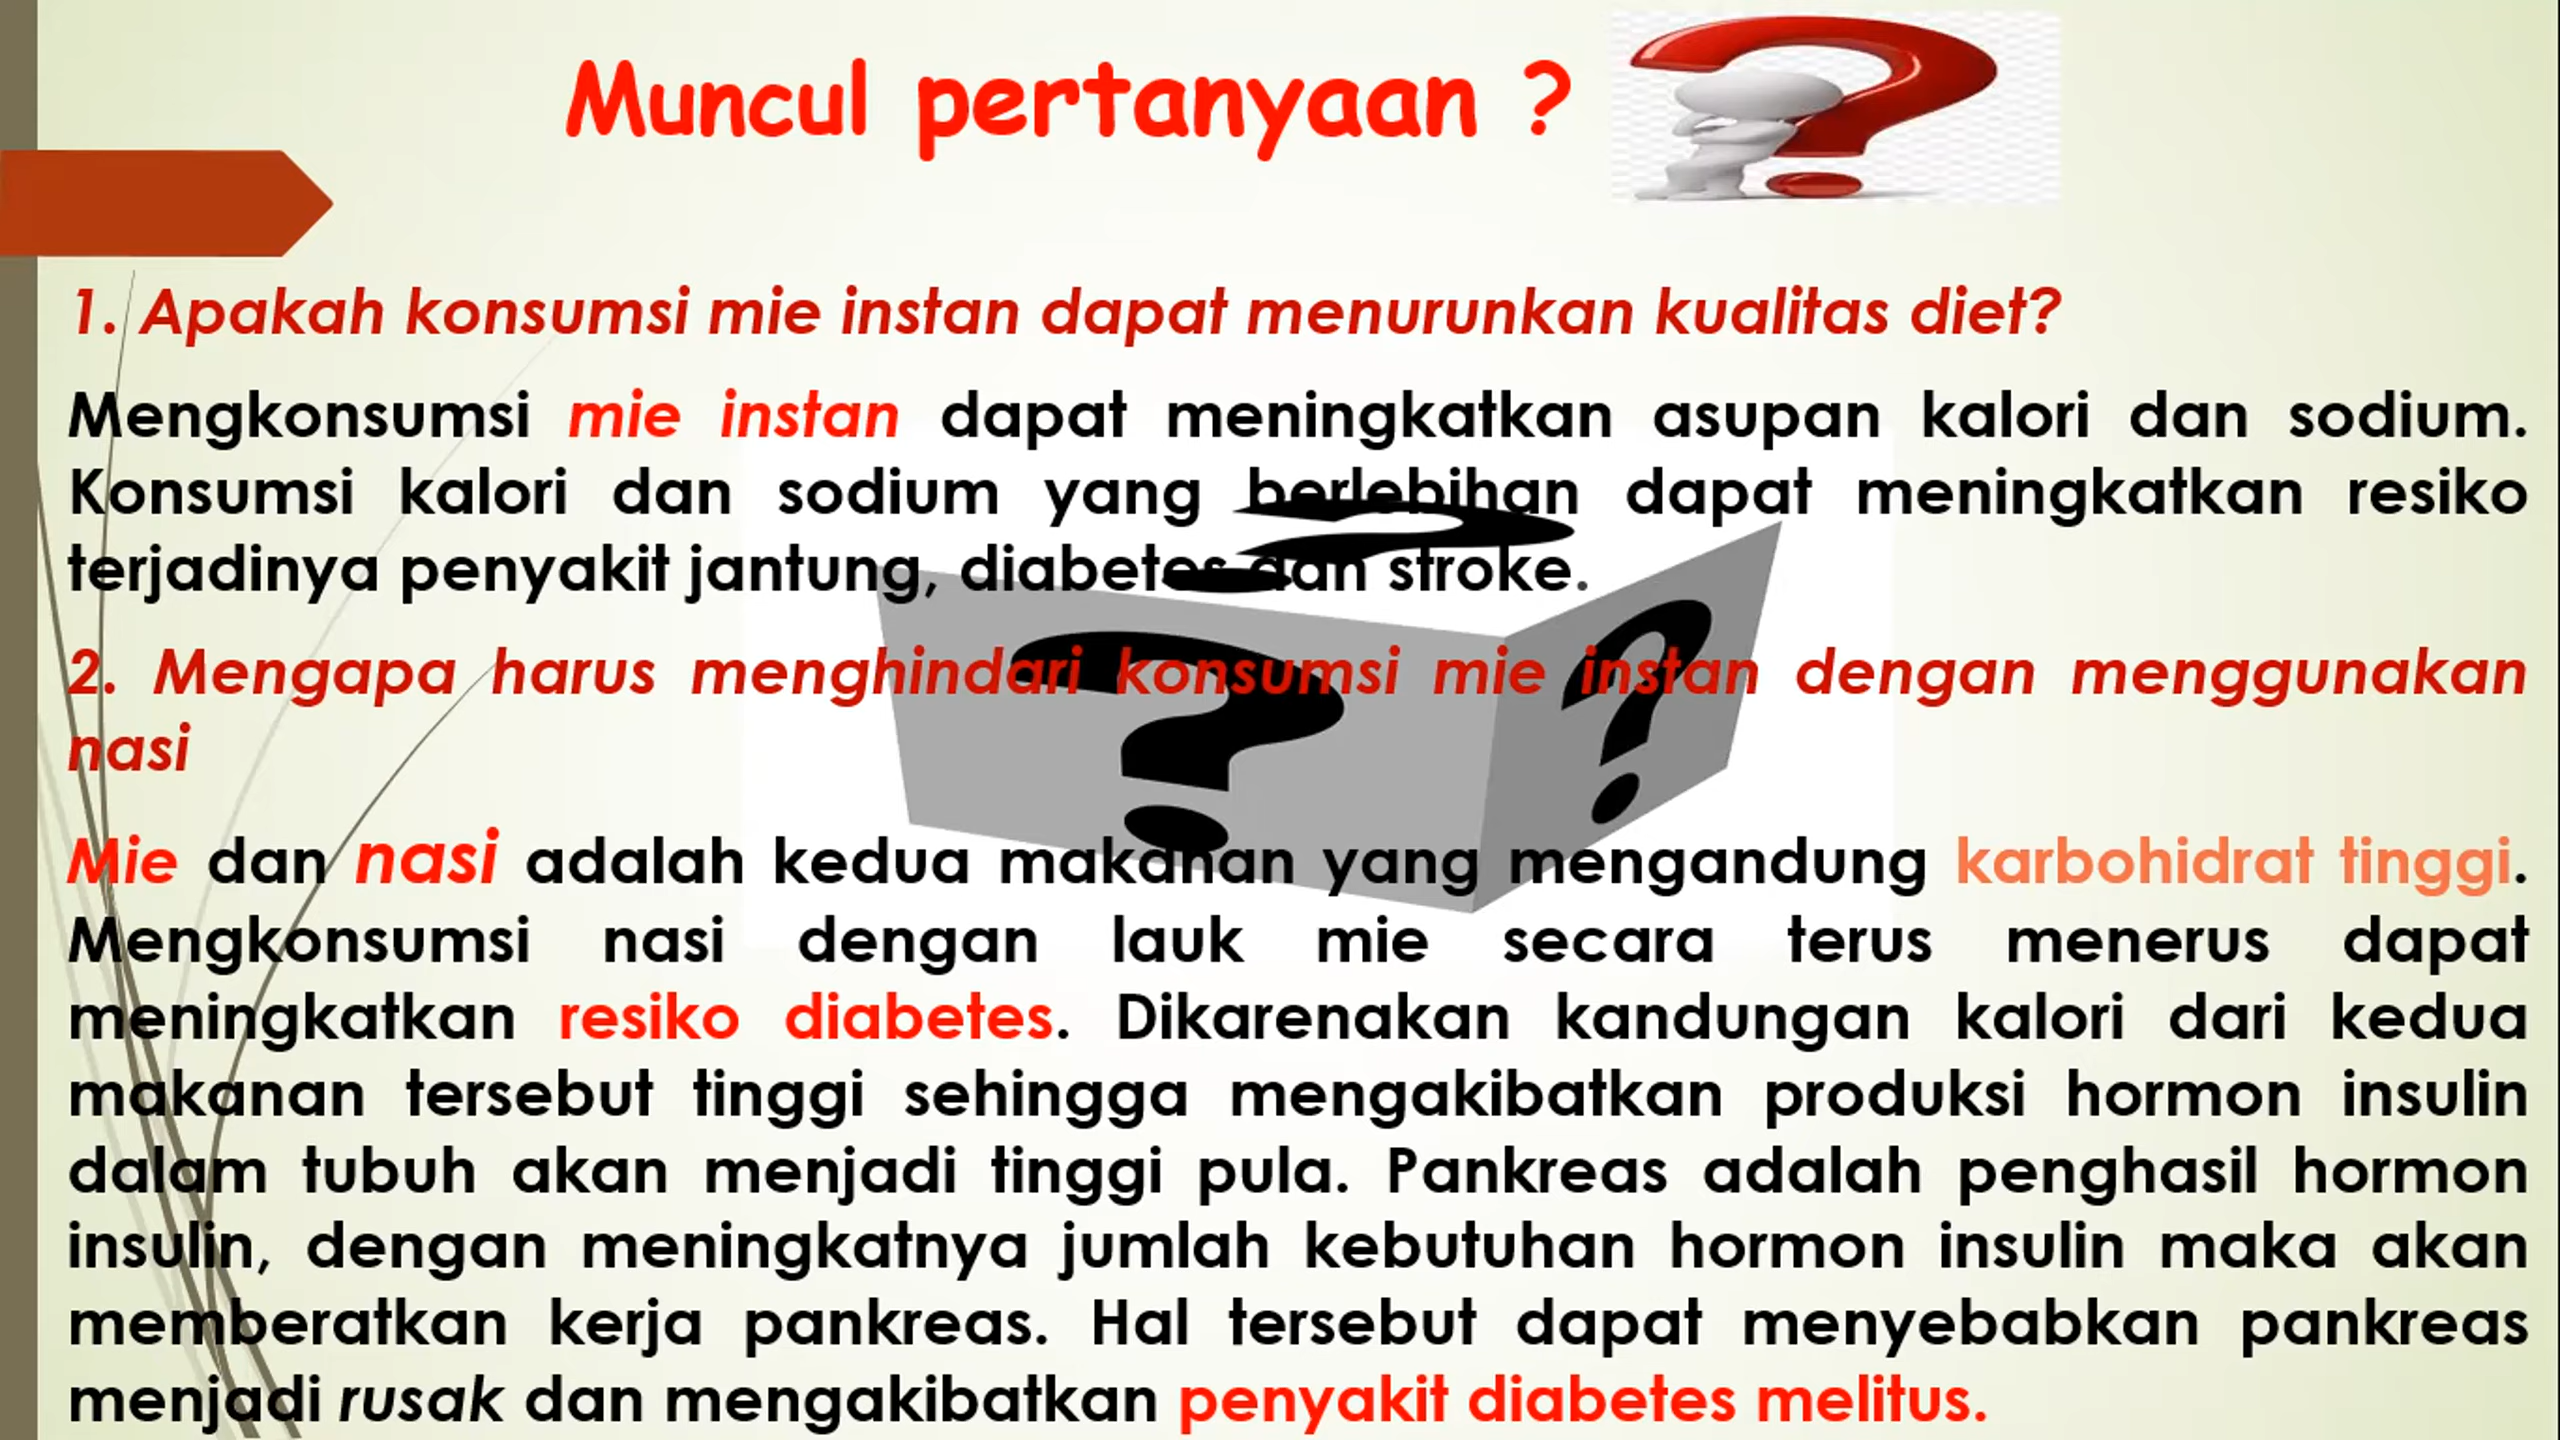 Muncul pertanyaan ?
1. Apakah konsumsi mie instan dapat menurunkan kualitas diet?
Mengkonsumsi mie instan dapat meningkatkan asupan kalori dan sodium.
Konsumsi kalori dan sodium yang berlebihan dapat meningkatkan resiko
terjadinya penyakit jantung, diabetes dan stroke.
2. Mengapa harus menghindari konsumsi mie instan dengan menggunakan
nasi
Mie dan nasi adalah kedua makanan yang mengandung karbohidrat tinggi.
Mengkonsumsi nasi dengan lauk mie secara terus menerus dapat
meningkatkan resiko diabetes. Dikarenakan kandungan kalori dari kedua
makanan tersebut tinggi sehingga mengakibatkan produksi hormon insulin
dalam tubuh akan menjadi tinggi pula. Pankreas adalah penghasil hormon
insulin, dengan meningkatnya jumlah kebutuhan hormon insulin maka akan
memberatkan kerja pankreas. Hal tersebut dapat menyebabkan pankreas
menjadi rusak dan mengakibatkan penyakit diabetes melitus.